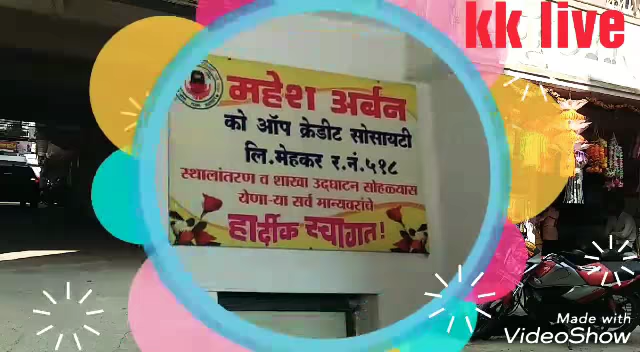 kk live
महेश अर्बन
को ऑप क्रेडीट सोसायटी
लि.मेहकर र.नं.५१८
स्थालांतरण व शाखा उद्घाटन सोहळ्यास
येणा-या सर्व मान्यवरांचे
हार्दीक स्वागत!
Made with
VideoShow